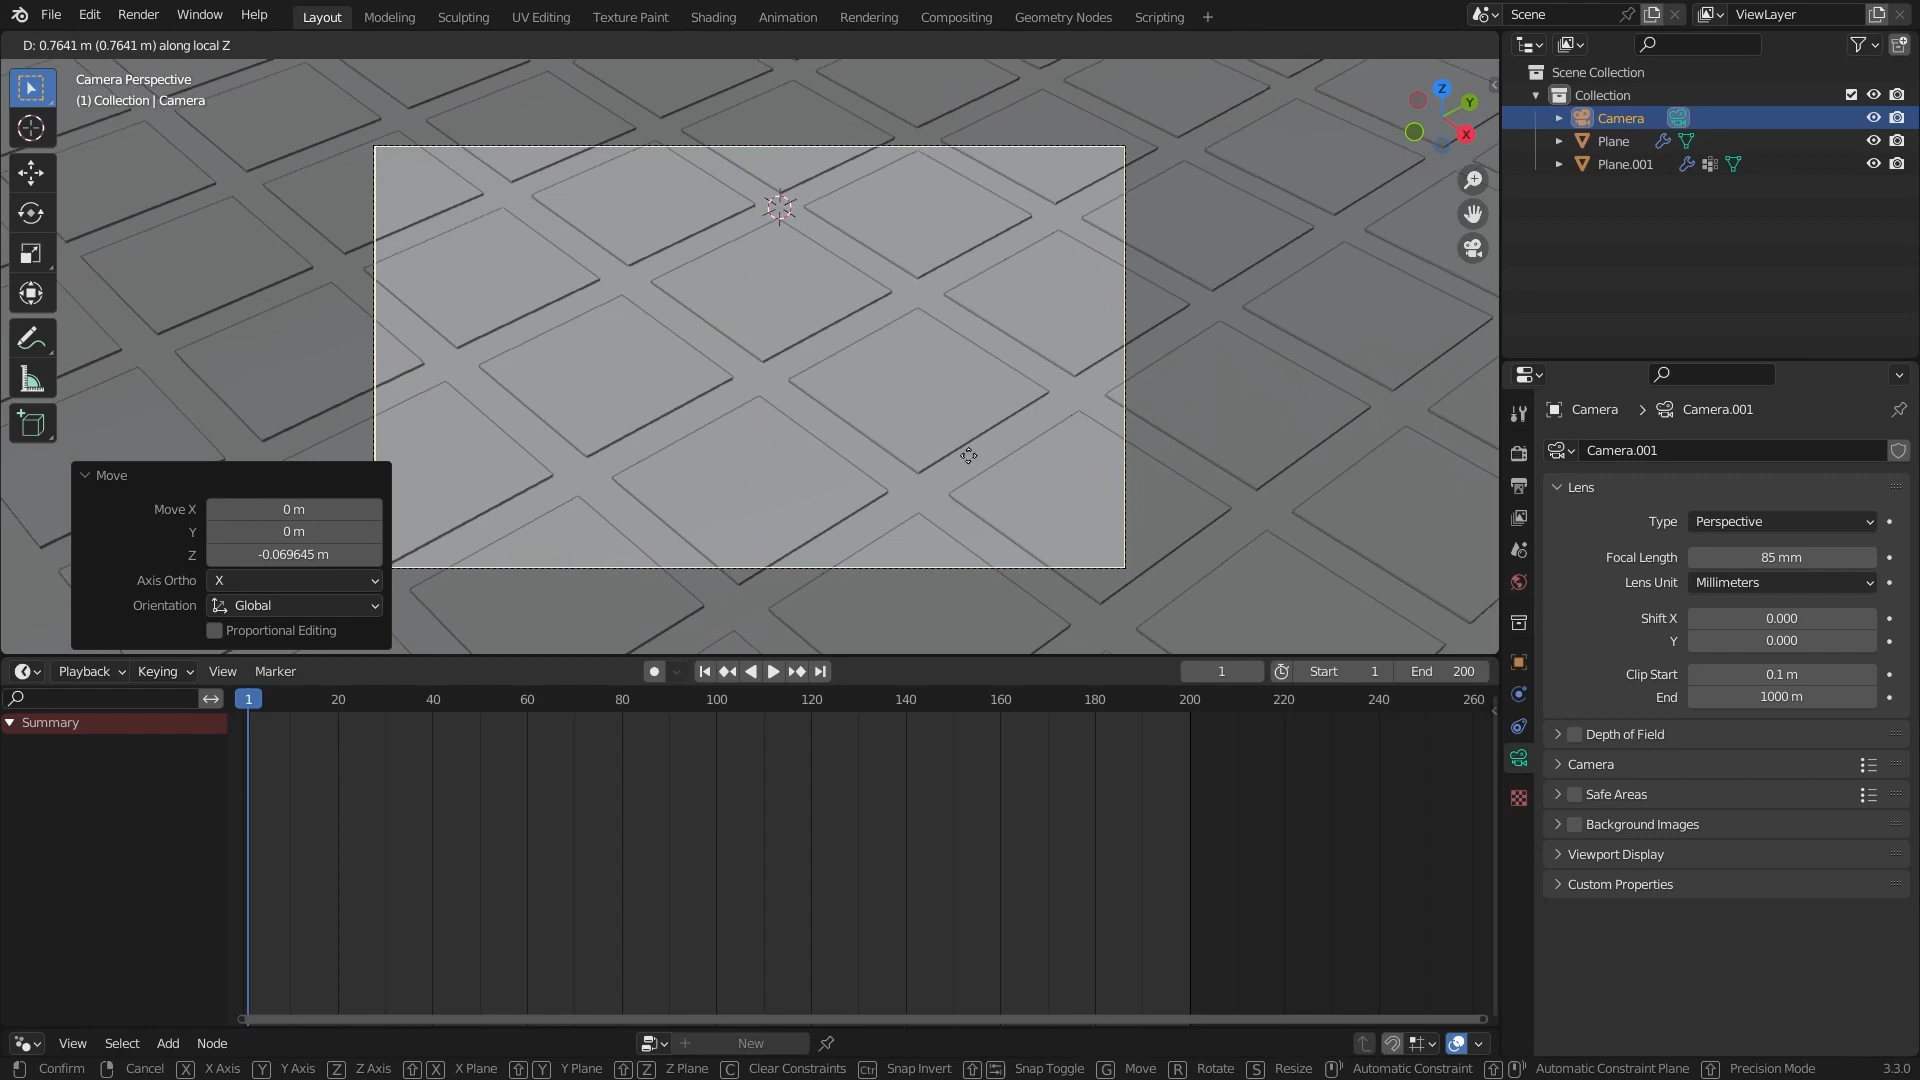 File Edit Render Window Help Layout Modeling Sculpting UV Editing Texture Paint Shading Animation Rendering Compositing Geometry Nodes Scripting + Scene ViewLayer
D: 0.7641 m (0.7641 m) along local Z
Camera Perspective
(1) Collection | Camera
Z
Y
X
Scene Collection
Collection
Camera
Plane
Plane.001
Move
Move X 0 m
Y 0 m
Z -0.069645 m
Axis Ortho X
Orientation Global
Proportional Editing
Camera > Camera.001
Camera.001
Lens
Type Perspective
Focal Length 85 mm
Lens Unit Millimeters
Shift X 0.000
Y 0.000
Clip Start 0.1 m
End 1000 m
Depth of Field
Camera
Safe Areas
Background Images
Viewport Display
Custom Properties
Playback Keying View Marker 1 Start 1 End 200
1 20 40 60 80 100 120 140 160 180 200 220 240 260
Summary
View Select Add Node + New
Confirm Cancel X X Axis Y Y Axis Z Z Axis X X Plane Y Y Plane Z Z Plane C Clear Constraints Ctrl Snap Invert Snap Toggle G Move R Rotate S Resize Automatic Constraint Automatic Constraint Plane Precision Mode 3.3.0